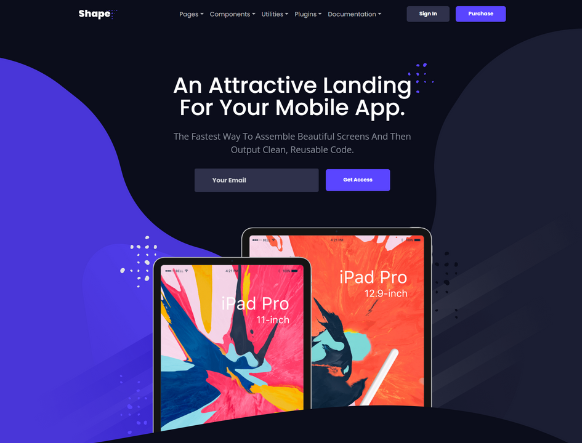 Shape
Pages Components Utilities Plugins Documentation
Sign In
Purchase
An Attractive Landing
For Your Mobile App.
The Fastest Way To Assemble Beautiful Screens And Then
Output Clean, Reusable Code.
Your Email
Get Access
iPad Pro
12.9-inch
iPad Pro
11-inch